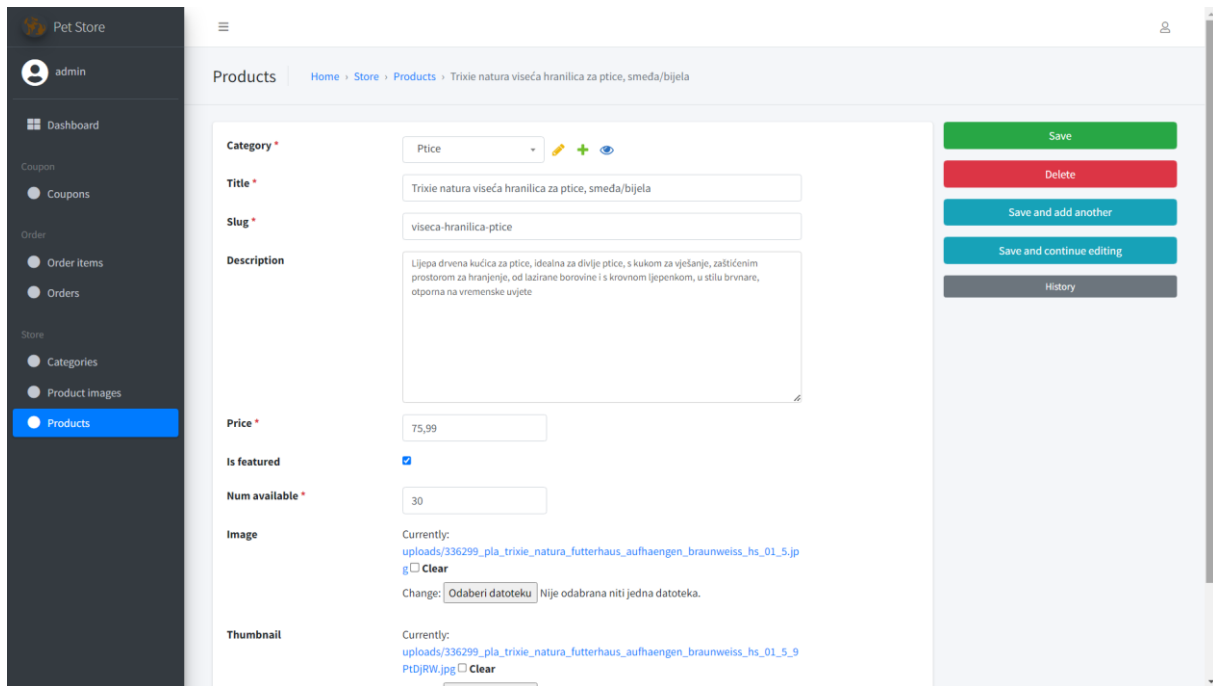 Pet Store
admin
Dashboard
Coupon
Coupons
Order
Order items
Orders
Store
Categories
Product images
Products
Products
Home › Store › Products › Trixie natura viseća hranilica za ptice, smeđa/bijela
Category *
Ptice
Title *
Trixie natura viseća hranilica za ptice, smeđa/bijela
Slug *
viseca-hranilica-ptice
Description
Lijepa drvena kućica za ptice, idealna za divlje ptice, s kukom za vješanje, zaštićenim
prostorom za hranjenje, od lazirane borovine i s krovnom ljepenkom, u stilu brvnare,
otporna na vremenske uvjete
Price *
75,99
Is featured
Num available *
30
Image
Currently:
uploads/336299_pla_trixie_natura_futterhaus_aufhaengen_braunweiss_hs_01_5.jp
g Clear
Change: Odaberi datoteku Nije odabrana niti jedna datoteka.
Thumbnail
Currently:
uploads/336299_pla_trixie_natura_futterhaus_aufhaengen_braunweiss_hs_01_5_9
PtDjRW.jpg Clear
Save
Delete
Save and add another
Save and continue editing
History